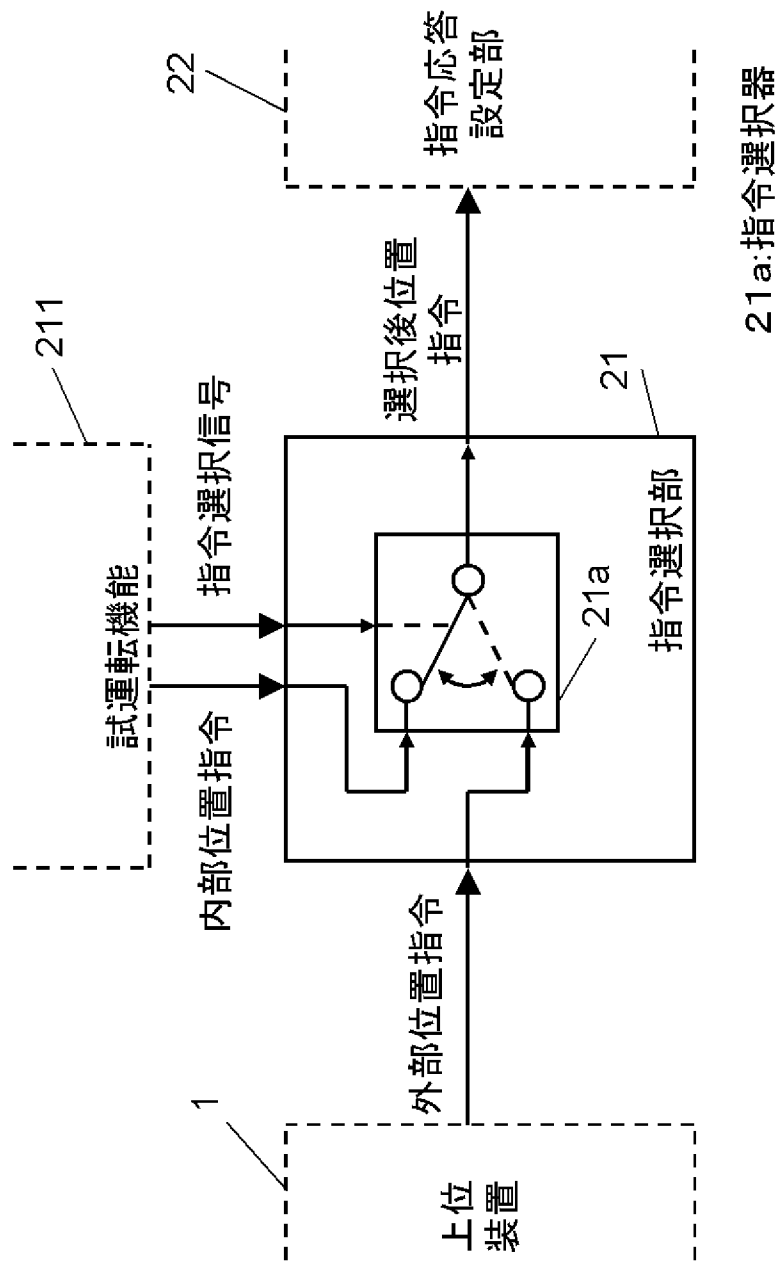 211
試運転機能
内部位置指令
指令選択信号
1
上位
装置
外部位置指令
21a
指令選択部
21
選択後位置
指令
22
指令応答
設定部
21a:指令選択器